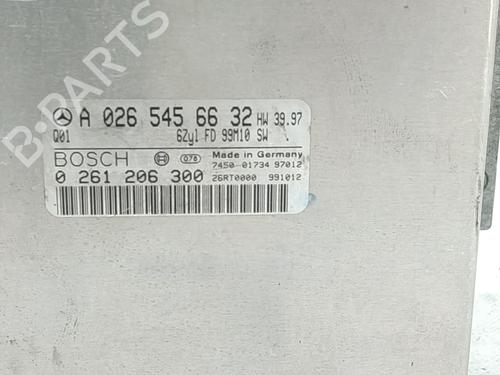 A 026 545 66 32 HW 39.97
Q01 6Zyl FD 99M10 SW
BOSCH 076 Made in Germany
7450 01734 97012
0 261 206 300 26RT0000 991012
B-PARTS